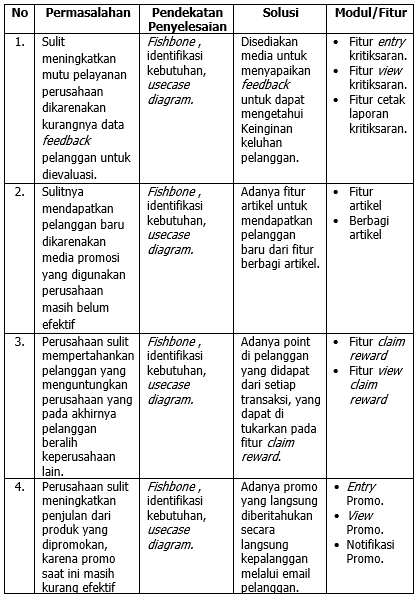 No Permasalahan Pendekatan Penyelesaian Solusi Modul/Fitur
1.
Sulit
meningkatkan
mutu pelayanan
perusahaan
dikarenakan
kurangnya data
feedback
pelanggan untuk
dievaluasi.
Fishbone ,
identifikasi
kebutuhan,
usecase
diagram.
Disediakan
media untuk
menyapaikan
feedback
untuk dapat
mengetahui
Keinginan
keluhan
pelanggan.
• Fitur entry
kritiksaran.
• Fitur view
kritiksaran.
• Fitur cetak
laporan
kritiksaran.
2.
Sulitnya
mendapatkan
pelanggan baru
dikarenakan
media promosi
yang digunakan
perusahaan
masih belum
efektif
Fishbone ,
identifikasi
kebutuhan,
usecase
diagram.
Adanya fitur
artikel untuk
mendapatkan
pelanggan
baru dari fitur
berbagi artikel.
• Fitur
artikel
• Berbagi
artikel
3.
Perusahaan sulit
mempertahankan
pelanggan yang
menguntungkan
perusahaan yang
pada akhirnya
pelanggan
beralih
keperusahaan
lain.
Fishbone ,
identifikasi
kebutuhan,
usecase
diagram.
Adanya point
di pelanggan
yang didapat
dari setiap
transaksi, yang
dapat di
tukarkan pada
fitur claim
reward.
• Fitur claim
reward
• Fitur view
claim
reward
4.
Perusahaan sulit
meningkatkan
penjulan dari
produk yang
dipromokan,
karena promo
saat ini masih
kurang efektif
Fishbone ,
identifikasi
kebutuhan,
usecase
diagram.
Adanya promo
yang langsung
diberitahukan
secara
langsung
kepalanggan
melalui email
pelanggan.
• Entry
Promo.
• View
Promo.
• Notifikasi
Promo.